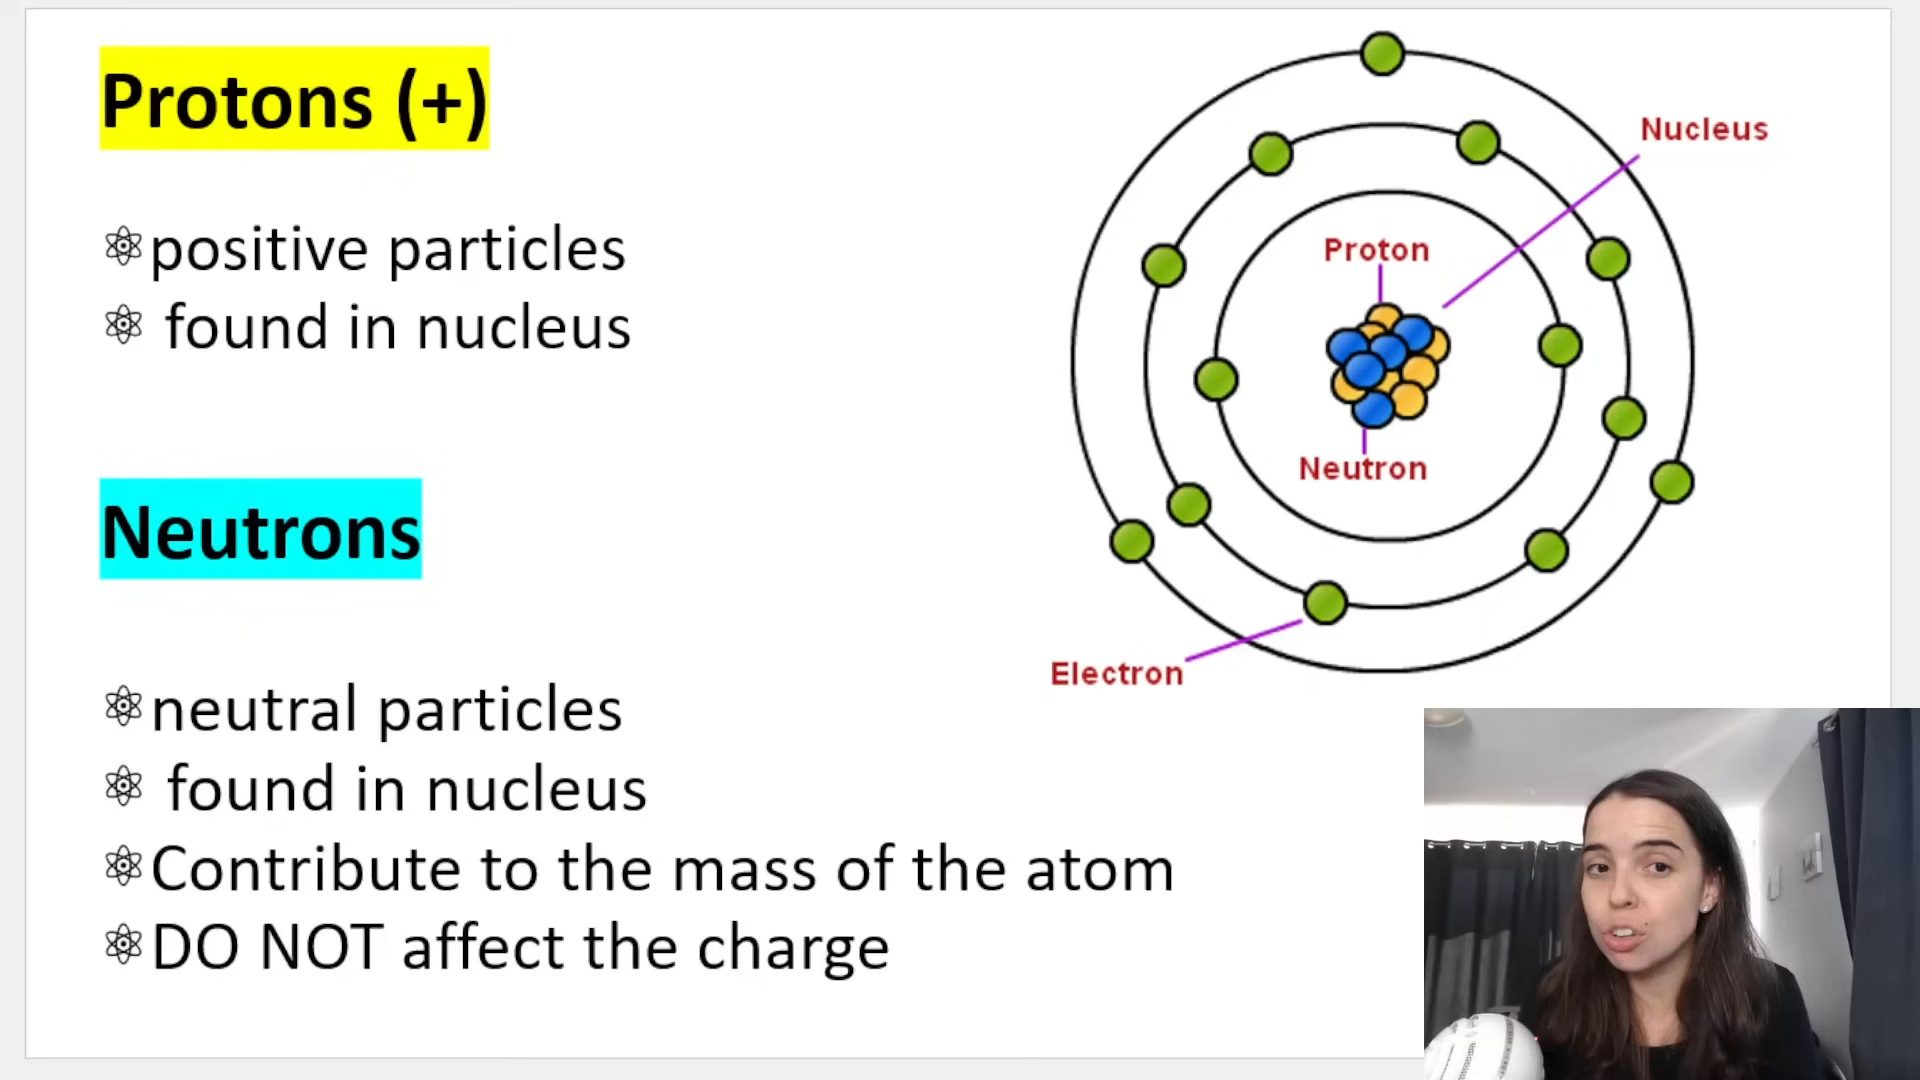 Protons (+)
positive particles
found in nucleus
Neutrons
neutral particles
found in nucleus
Contribute to the mass of the atom
DO NOT affect the charge
Nucleus
Proton
Neutron
Electron